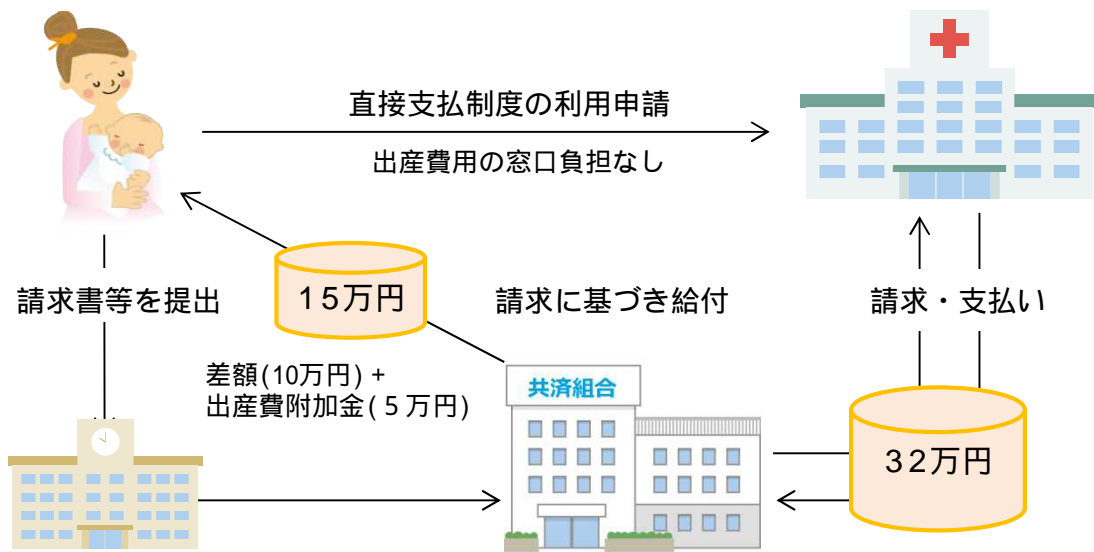 直接支払制度の利用申請
出産費用の窓口負担なし
請求書等を提出
15万円
請求に基づき給付
請求・支払い
差額(10万円)+
出産費附加金(5万円)
共済組合
32万円